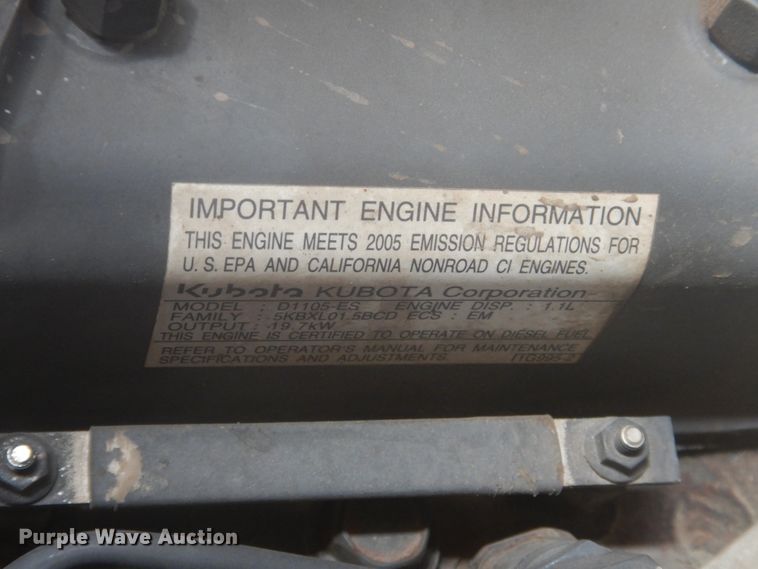 IMPORTANT ENGINE INFORMATION
THIS ENGINE MEETS 2005 EMISSION REGULATIONS FOR
U.S. EPA AND CALIFORNIA NONROAD CI ENGINES.
Kubota KUBOTA Corporation
MODEL : D1105-ES ENGINE DISP. : 1.1L
FAMILY : 5KBXL01.5BCD ECS : EM
OUTPUT : 19.7kW
THIS ENGINE IS CERTIFIED TO OPERATE ON DIESEL FUEL
REFER TO OPERATOR'S MANUAL FOR MAINTENANCE
SPECIFICATIONS AND ADJUSTMENTS.
Purple Wave Auction